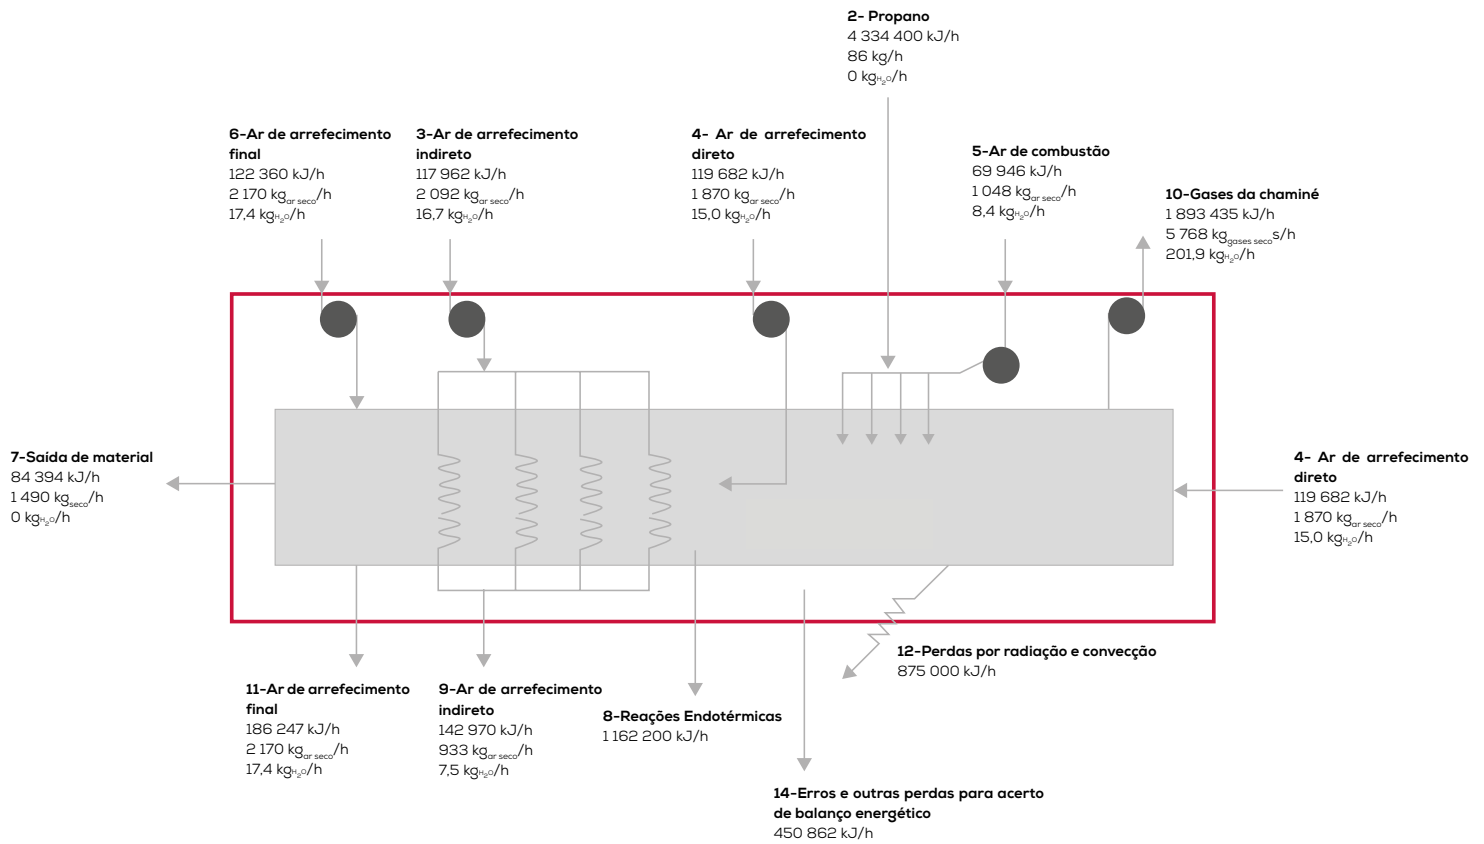 2- Propano
4 334 400 kJ/h
86 kg/h
0 kgH₂O/h
6-Ar de arrefecimento
final
122 360 kJ/h
2 170 kgar seco/h
17,4 kgH₂O/h
3-Ar de arrefecimento
indireto
117 962 kJ/h
2 092 kgar seco/h
16,7 kgH₂O/h
4- Ar de arrefecimento
direto
119 682 kJ/h
1 870 kgar seco/h
15,0 kgH₂O/h
5-Ar de combustão
69 946 kJ/h
1 048 kgar seco/h
8,4 kgH₂O/h
10-Gases da chaminé
1 893 435 kJ/h
5 768 kggases secos/h
201,9 kgH₂O/h
7-Saída de material
84 394 kJ/h
1 490 kgseco/h
0 kgH₂O/h
4- Ar de arrefecimento
direto
119 682 kJ/h
1 870 kgar seco/h
15,0 kgH₂O/h
12-Perdas por radiação e convecção
875 000 kJ/h
11-Ar de arrefecimento
final
186 247 kJ/h
2 170 kgar seco/h
17,4 kgH₂O/h
9-Ar de arrefecimento
indireto
142 970 kJ/h
933 kgar seco/h
7,5 kgH₂O/h
8-Reações Endotérmicas
1 162 200 kJ/h
14-Erros e outras perdas para acerto
de balanço energético
450 862 kJ/h